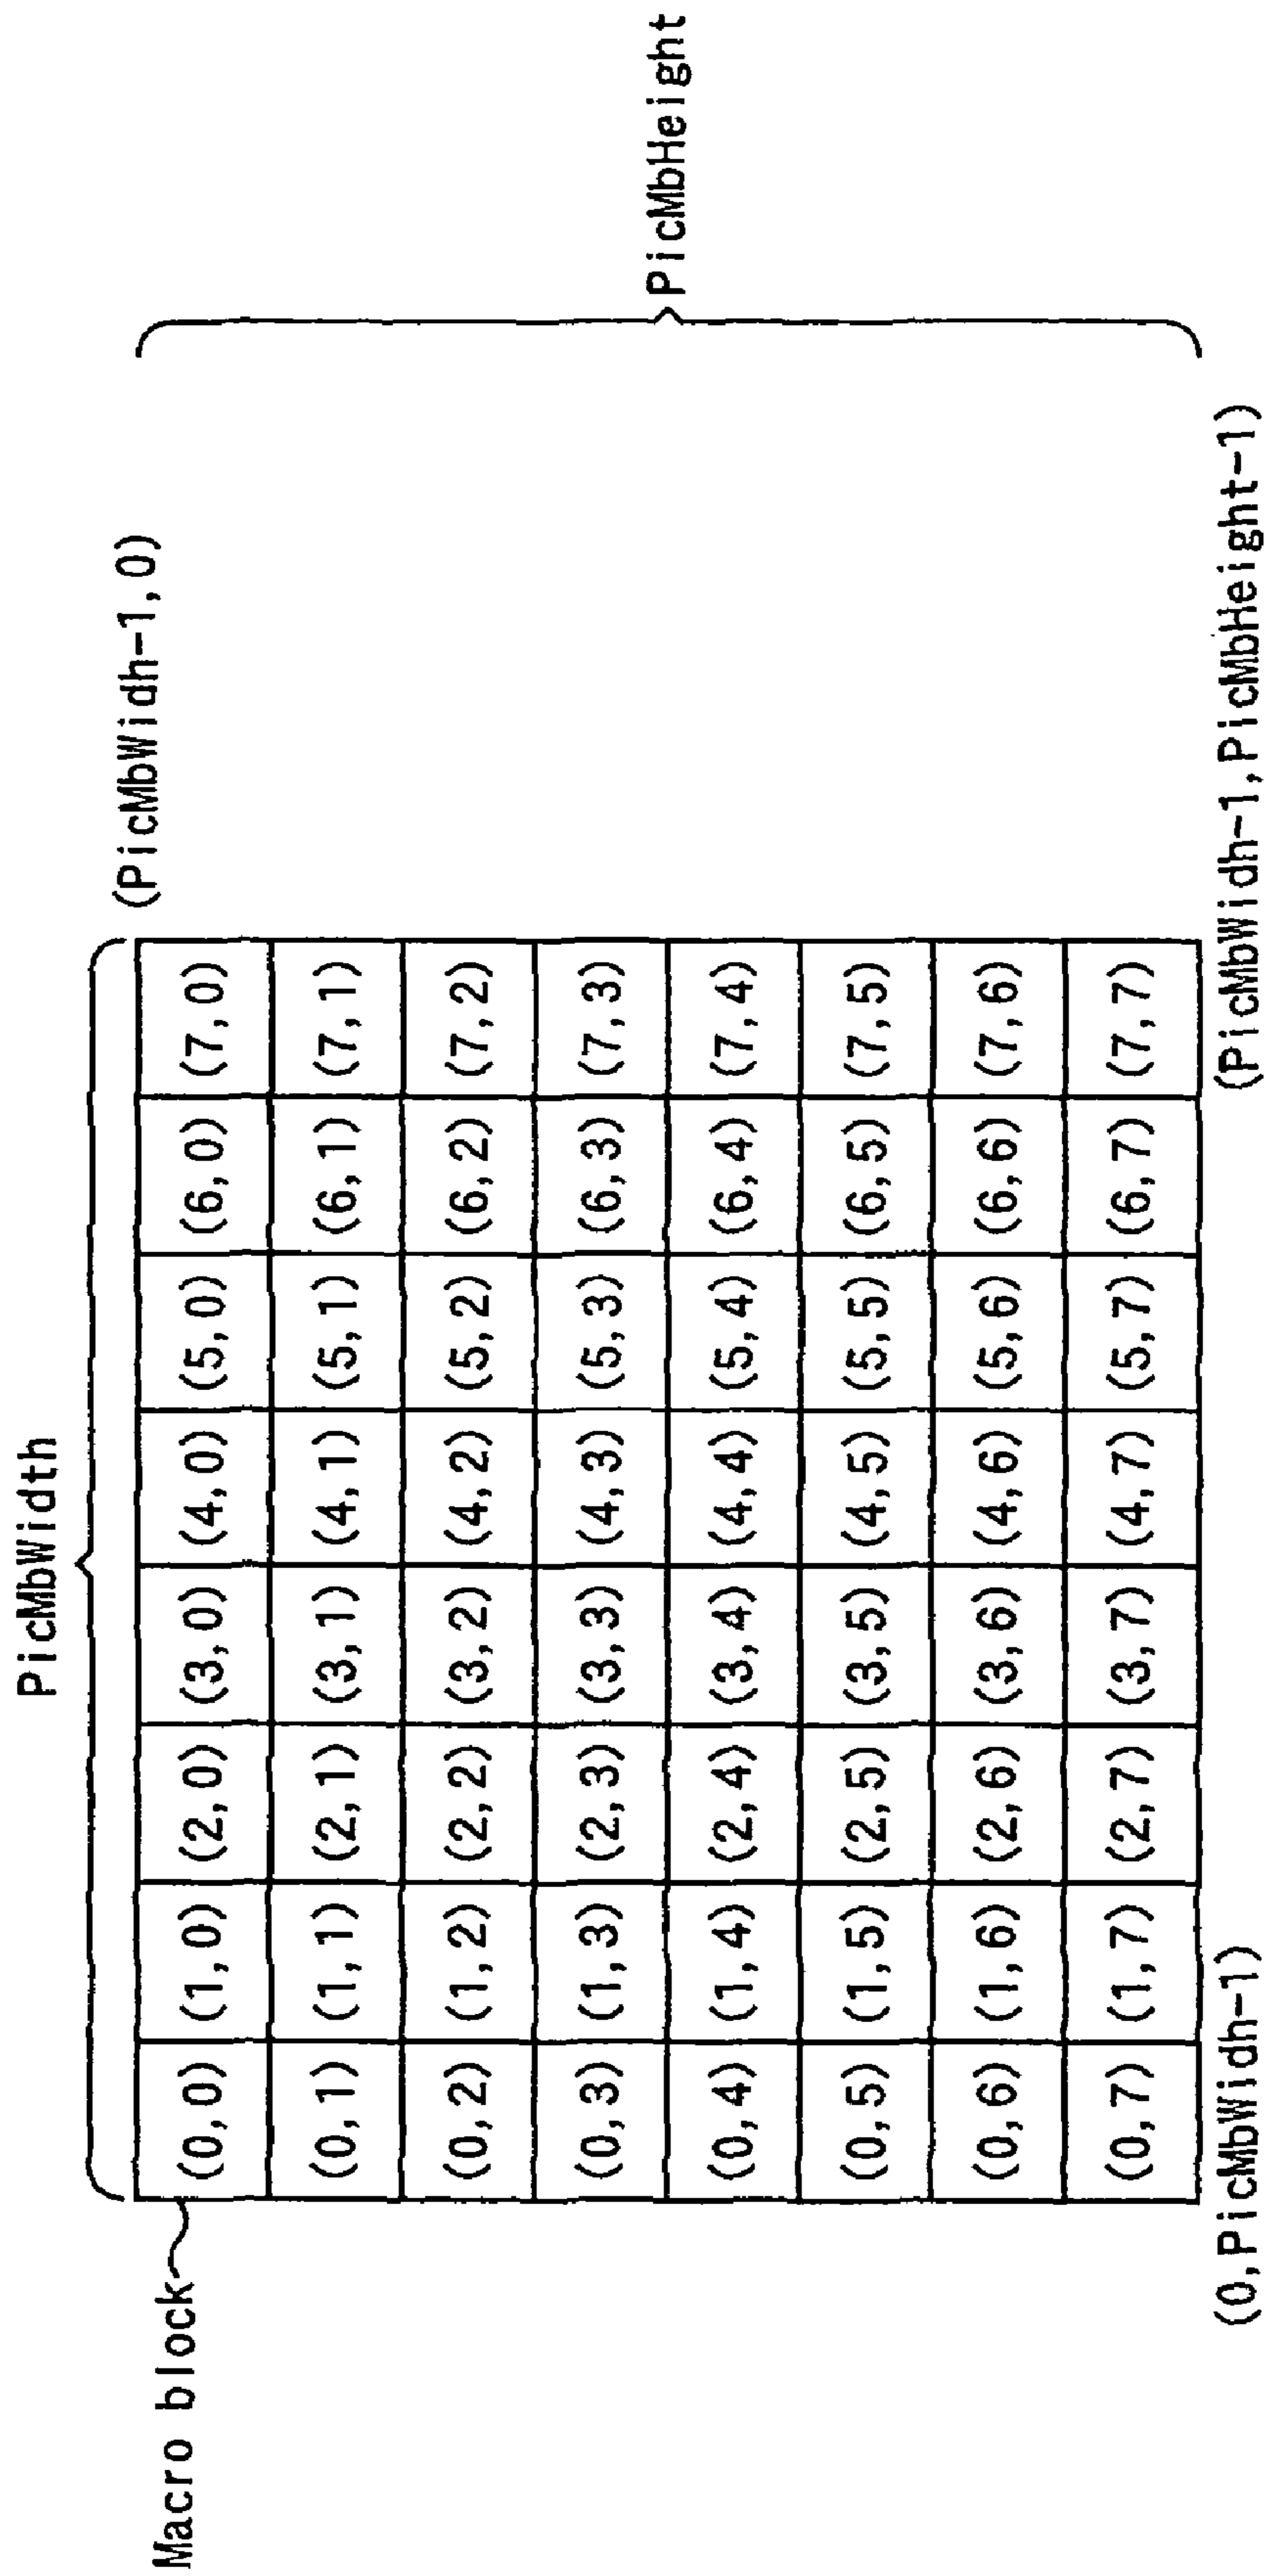 PicMbWidth
(PicMbWidh-1,0)
Macro block
(0,0) (1,0) (2,0) (3,0) (4,0) (5,0) (6,0) (7,0)
(0,1) (1,1) (2,1) (3,1) (4,1) (5,1) (6,1) (7,1)
(0,2) (1,2) (2,2) (3,2) (4,2) (5,2) (6,2) (7,2)
(0,3) (1,3) (2,3) (3,3) (4,3) (5,3) (6,3) (7,3)
(0,4) (1,4) (2,4) (3,4) (4,4) (5,4) (6,4) (7,4)
(0,5) (1,5) (2,5) (3,5) (4,5) (5,5) (6,5) (7,5)
(0,6) (1,6) (2,6) (3,6) (4,6) (5,6) (6,6) (7,6)
(0,7) (1,7) (2,7) (3,7) (4,7) (5,7) (6,7) (7,7)
PicMbHeight
(0,PicMbWidh-1)
(PicMbWidh-1,PicMbHeight-1)